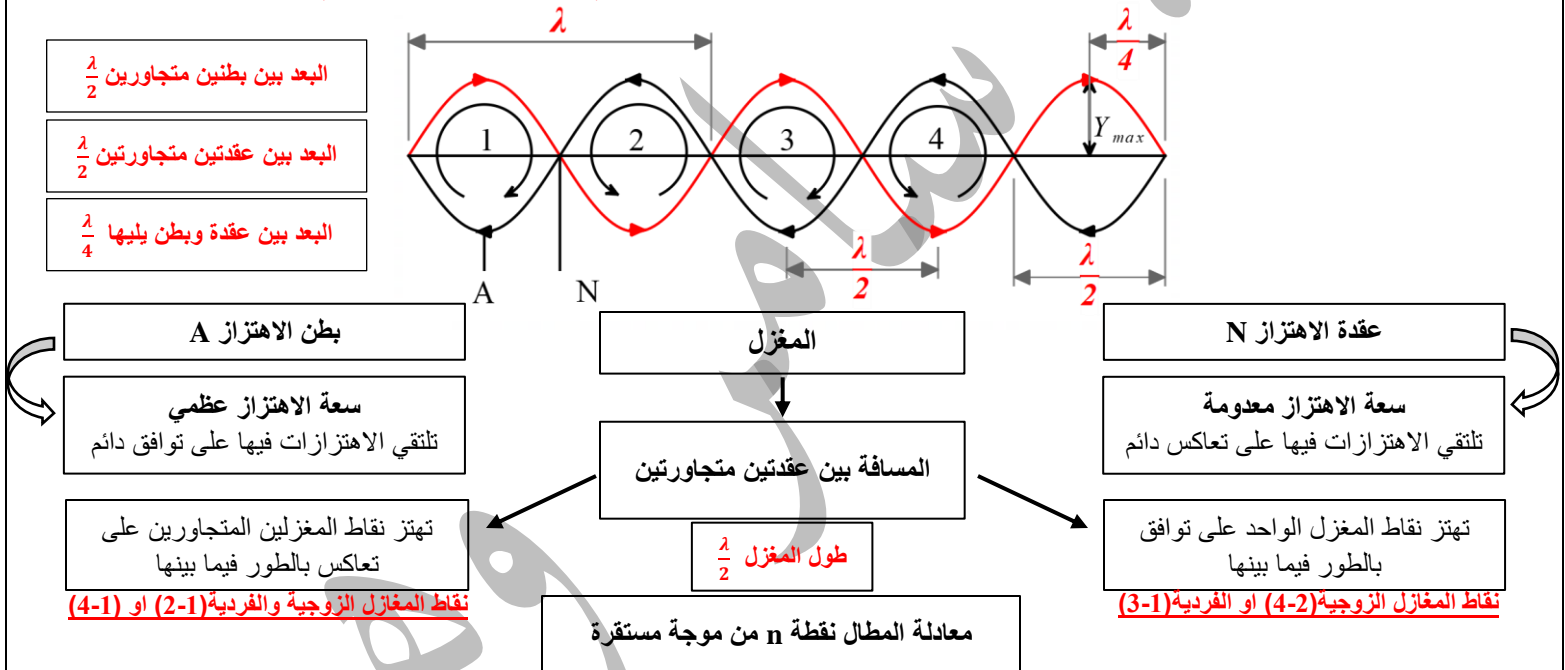 λ
λ/4
البعد بين بطنين متجاورين λ/2
البعد بين عقدتين متجاورتين λ/2
البعد بين عقدة وبطن يليها λ/4
1 2 3 4
Y max
A N
λ/2
λ/2
عقدة الاهتزاز N
سعة الاهتزاز معدومة
تلتقي الاهتزازات فيها على تعاكس دائم
المغزل
المسافة بين عقدتين متجاورتين
طول المغزل λ/2
بطن الاهتزاز A
سعة الاهتزاز عظمي
تلتقي الاهتزازات فيها على توافق دائم
تهتز نقاط المغزل الواحد على توافق
بالطور فيما بينها
نقاط المغازل الزوجية(2-4) او الفردية(1-3)
تهتز نقاط المغزلين المتجاورين على
تعاكس بالطور فيما بينها
نقاط المغازل الزوجية والفردية(1-2) او (1-4)
معادلة المطال نقطة n من موجة مستقرة